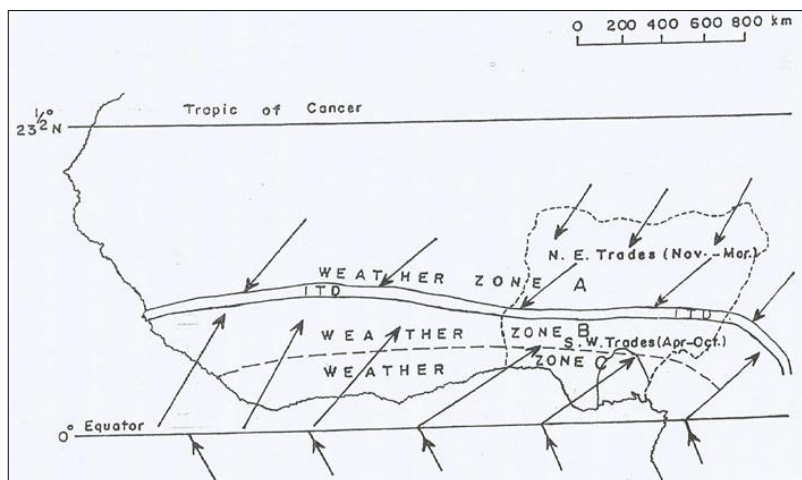 0 200 400 600 800 km
Tropic of Cancer
23½°N
N. E. Trades (Nov.-Mar.)
WEATHER ZONE A
ITD
ITD
WEATHER ZONE B
S. W. Trades (Apr-Oct.)
WEATHER ZONE C
0° Equator